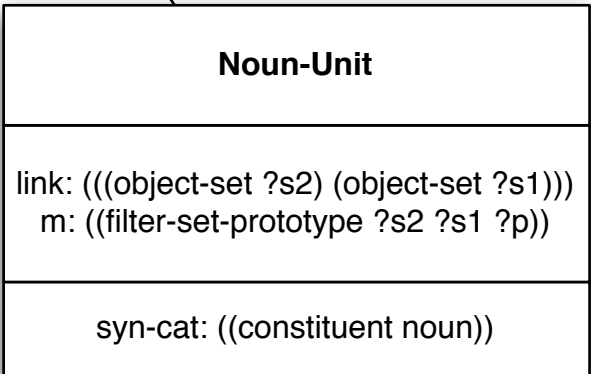 Noun-Unit
link: (((object-set ?s2) (object-set ?s1)))
m: ((filter-set-prototype ?s2 ?s1 ?p))
syn-cat: ((constituent noun))